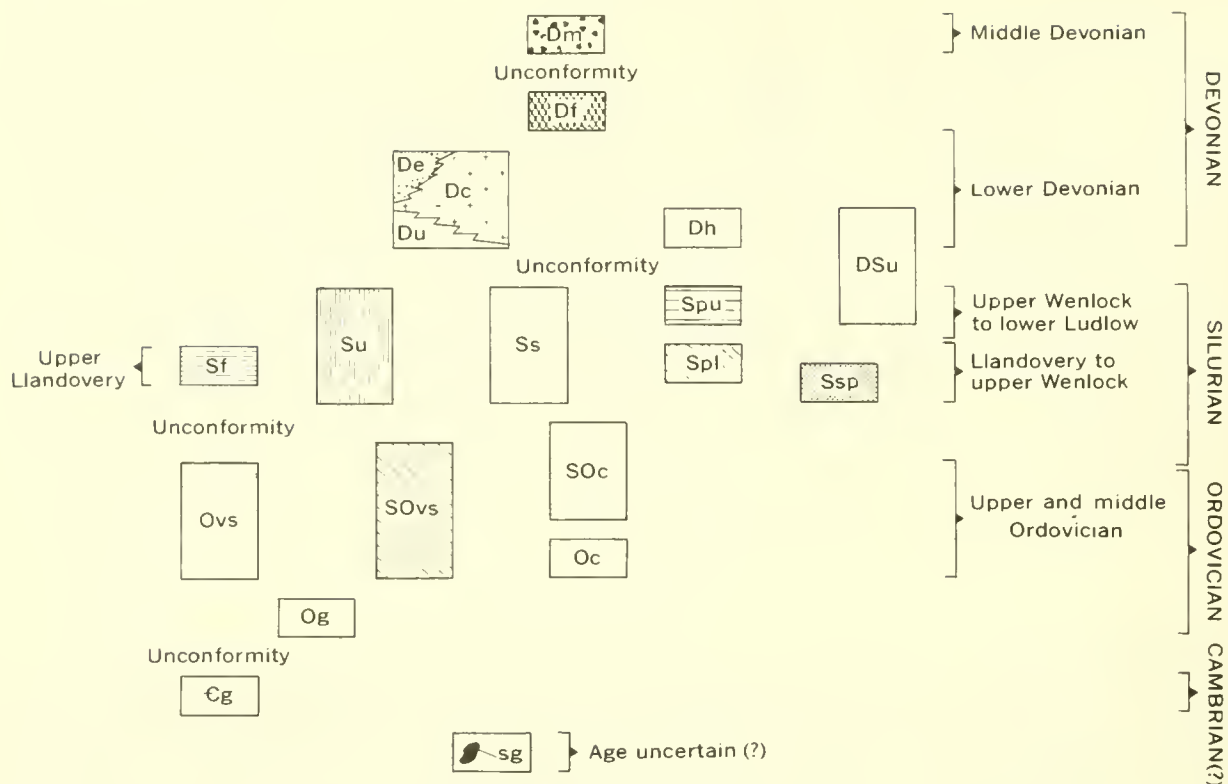 Dm
Middle Devonian
Unconformity
Df
DEVONIAN
De
Dc
Du
Lower Devonian
Dh
DSu
Unconformity
Su
Ss
Spu
Upper Wenlock
to lower Ludlow
SILURIAN
Upper
Llandovery
Sf
Spl
Ssp
Llandovery to
upper Wenlock
Unconformity
Ovs
SOvs
SOc
Oc
Upper and middle
Ordovician
ORDOVICIAN
Og
Unconformity
Єg
CAMBRIAN(?)
sg
Age uncertain (?)